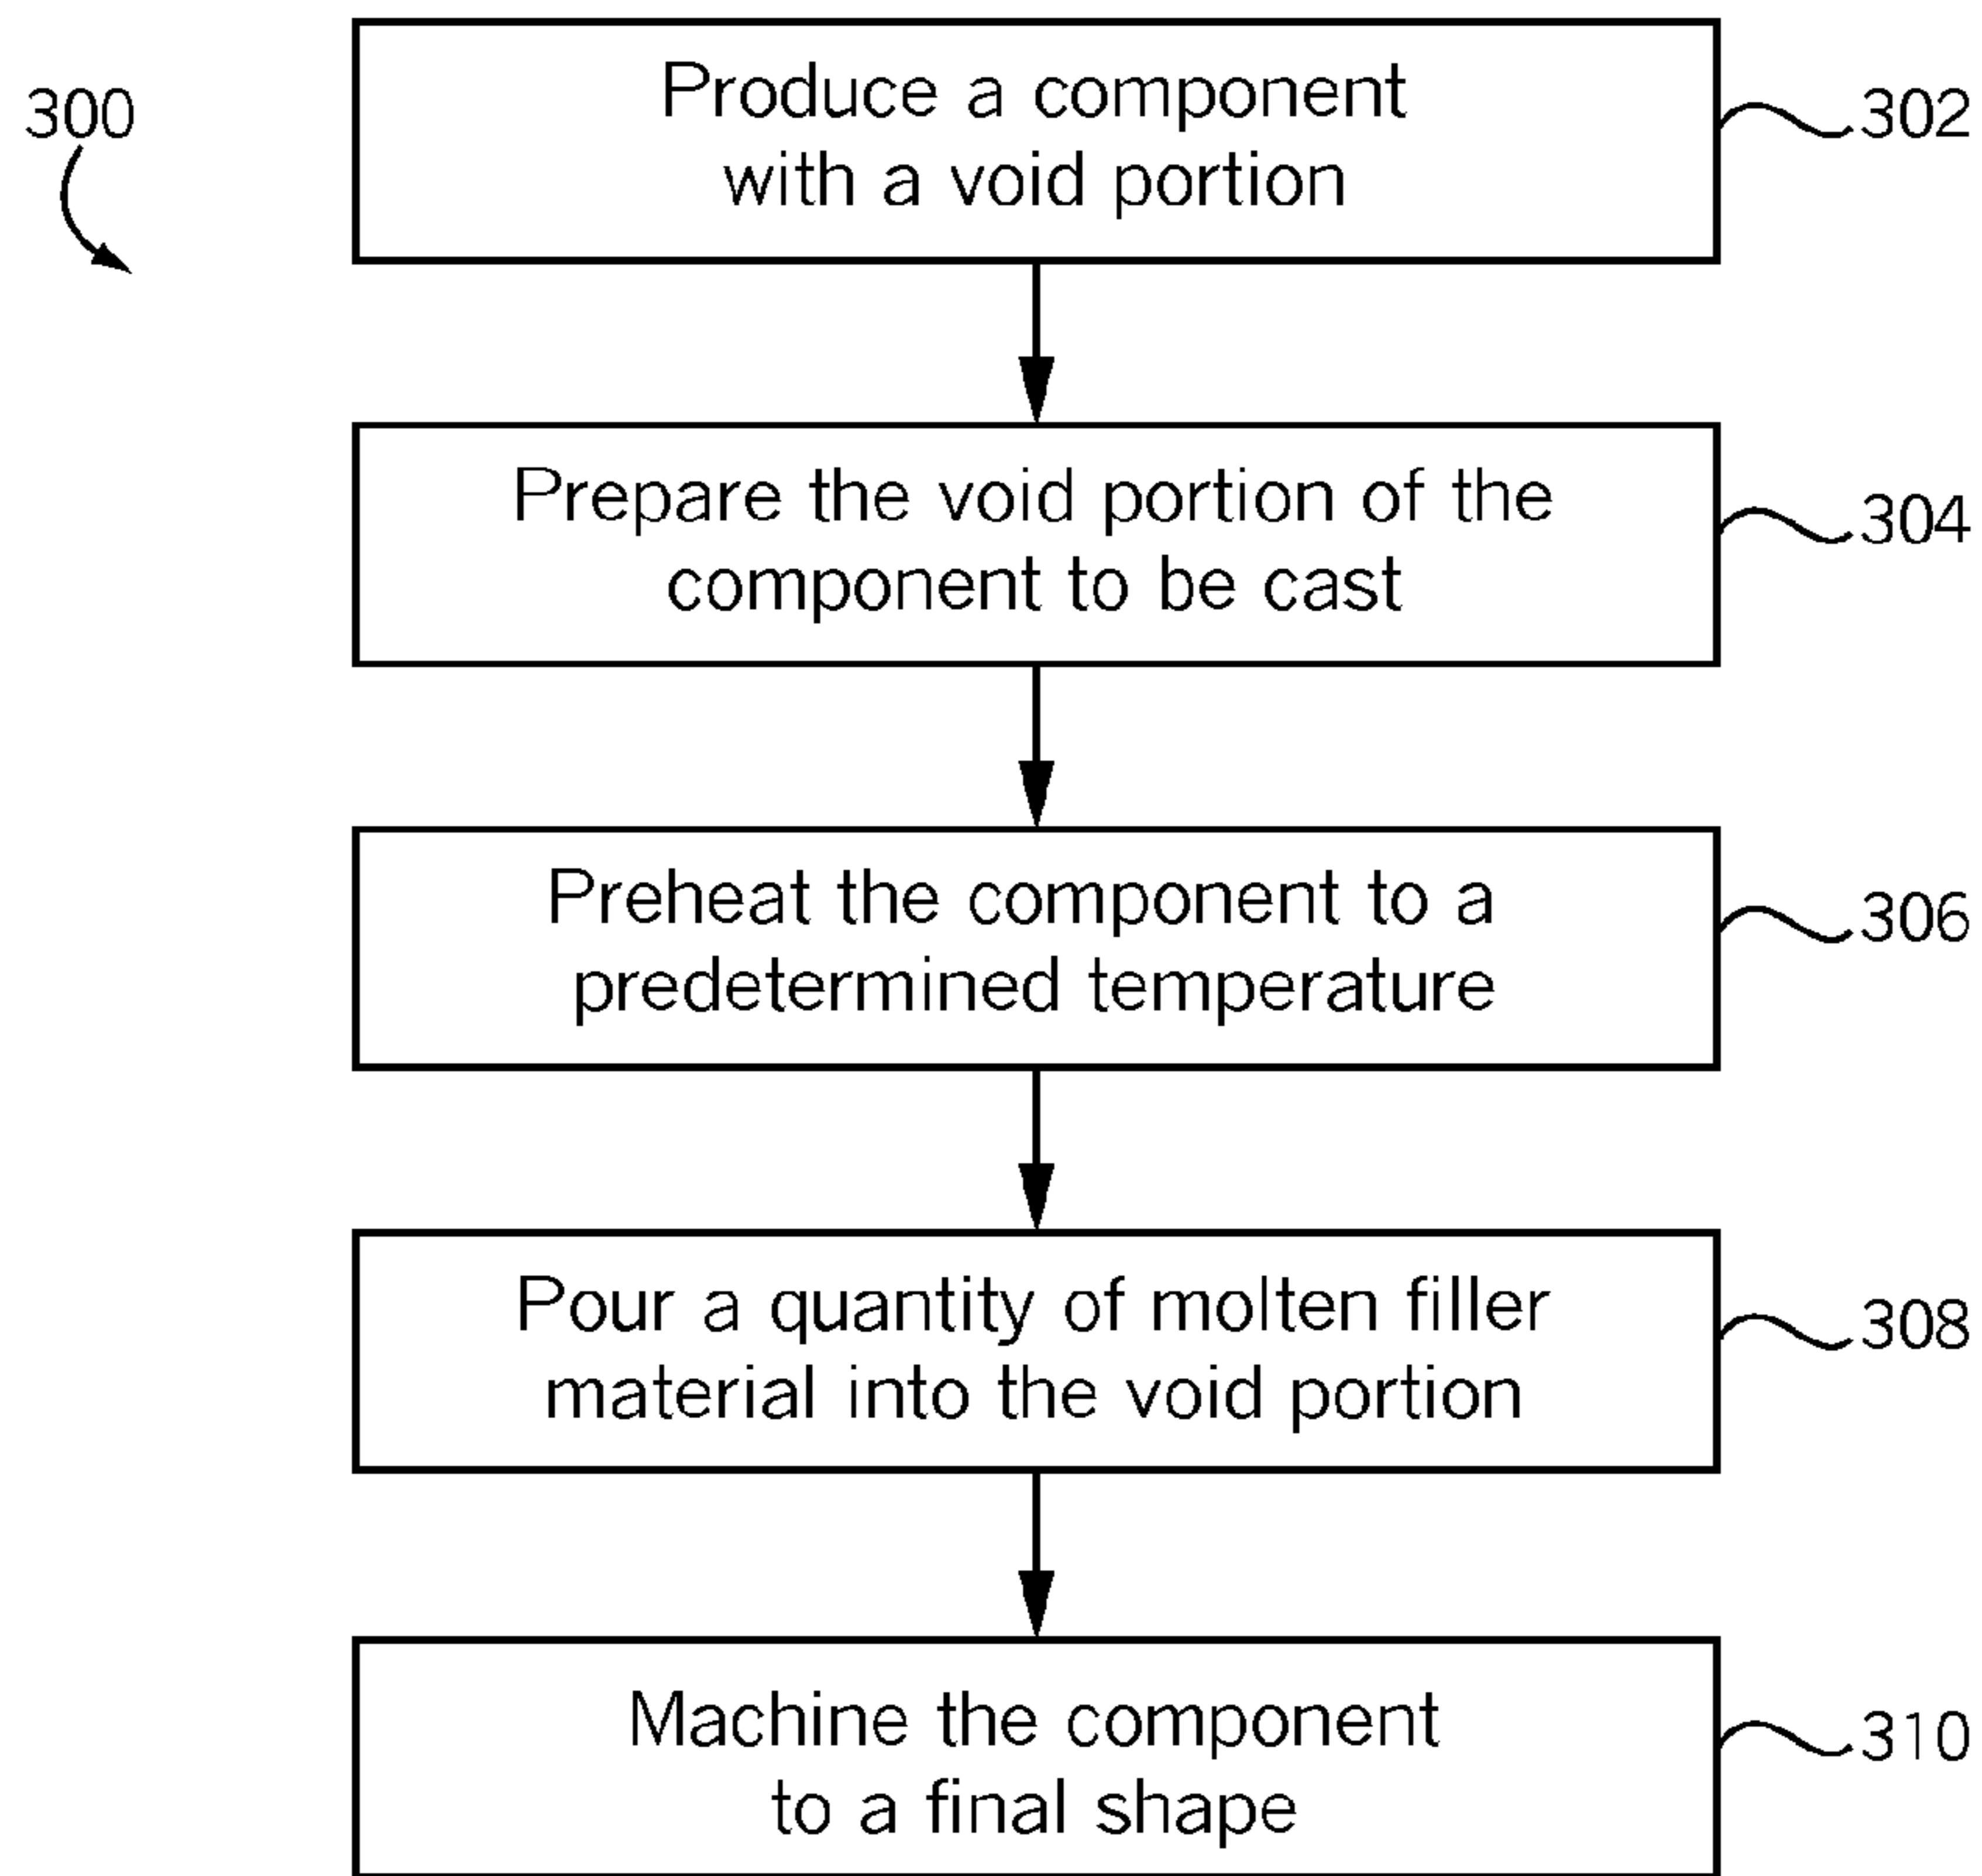 300
Produce a component
with a void portion
302
Prepare the void portion of the
component to be cast
304
Preheat the component to a
predetermined temperature
306
Pour a quantity of molten filler
material into the void portion
308
Machine the component
to a final shape
310